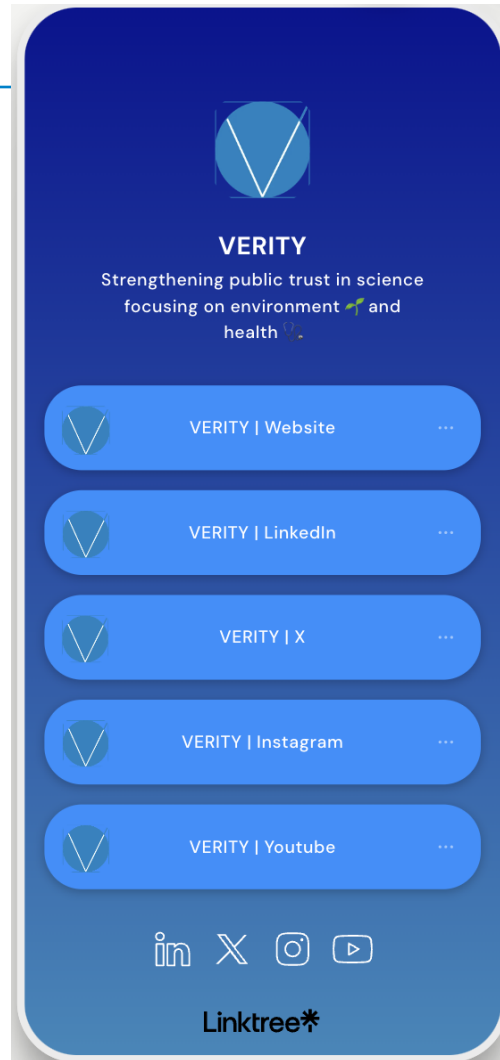 VERITY
Strengthening public trust in science
focusing on environment 🌱 and
health 🩺
VERITY | Website
VERITY | LinkedIn
VERITY | X
VERITY | Instagram
VERITY | Youtube
in
Linktree*